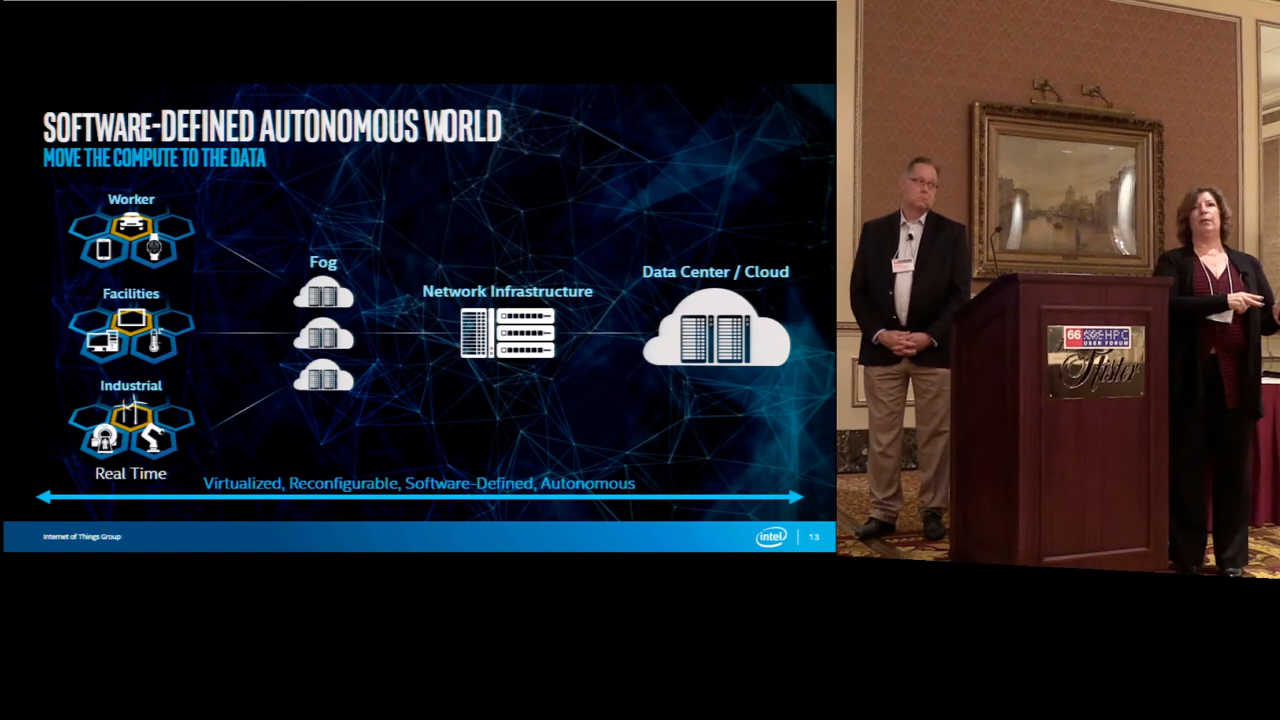 SOFTWARE-DEFINED AUTONOMOUS WORLD
MOVE THE COMPUTE TO THE DATA
Worker
Facilities
Industrial
Real Time
Fog
Network Infrastructure
Data Center / Cloud
Virtualized, Reconfigurable, Software-Defined, Autonomous
Internet of Things Group
intel
13
66 HPC
USER FORUM
Pfister